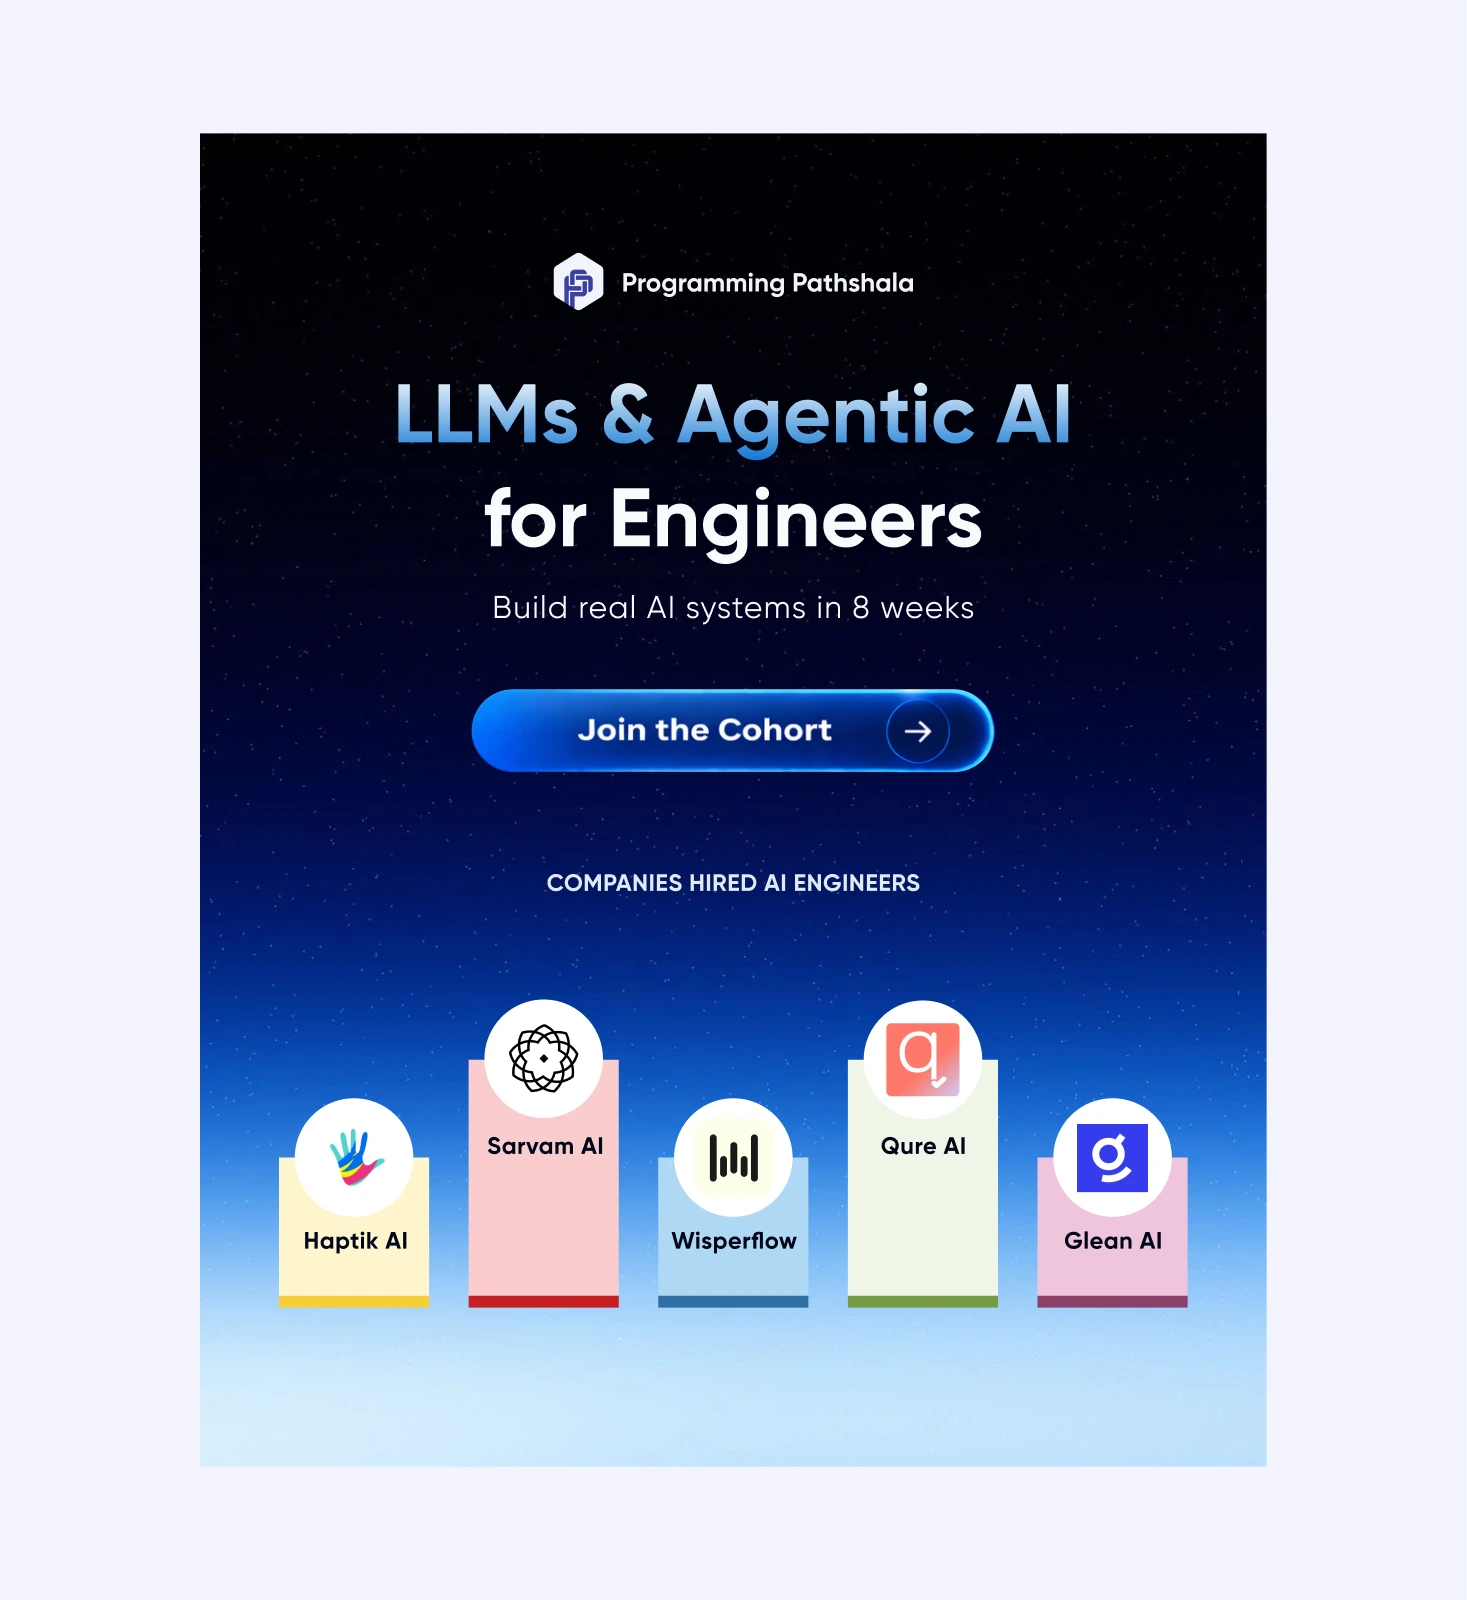 Programming Pathshala
LLMs & Agentic AI
for Engineers
Build real AI systems in 8 weeks
Join the Cohort
COMPANIES HIRED AI ENGINEERS
Sarvam AI
Qure AI
Haptik AI
Wisperflow
Glean AI